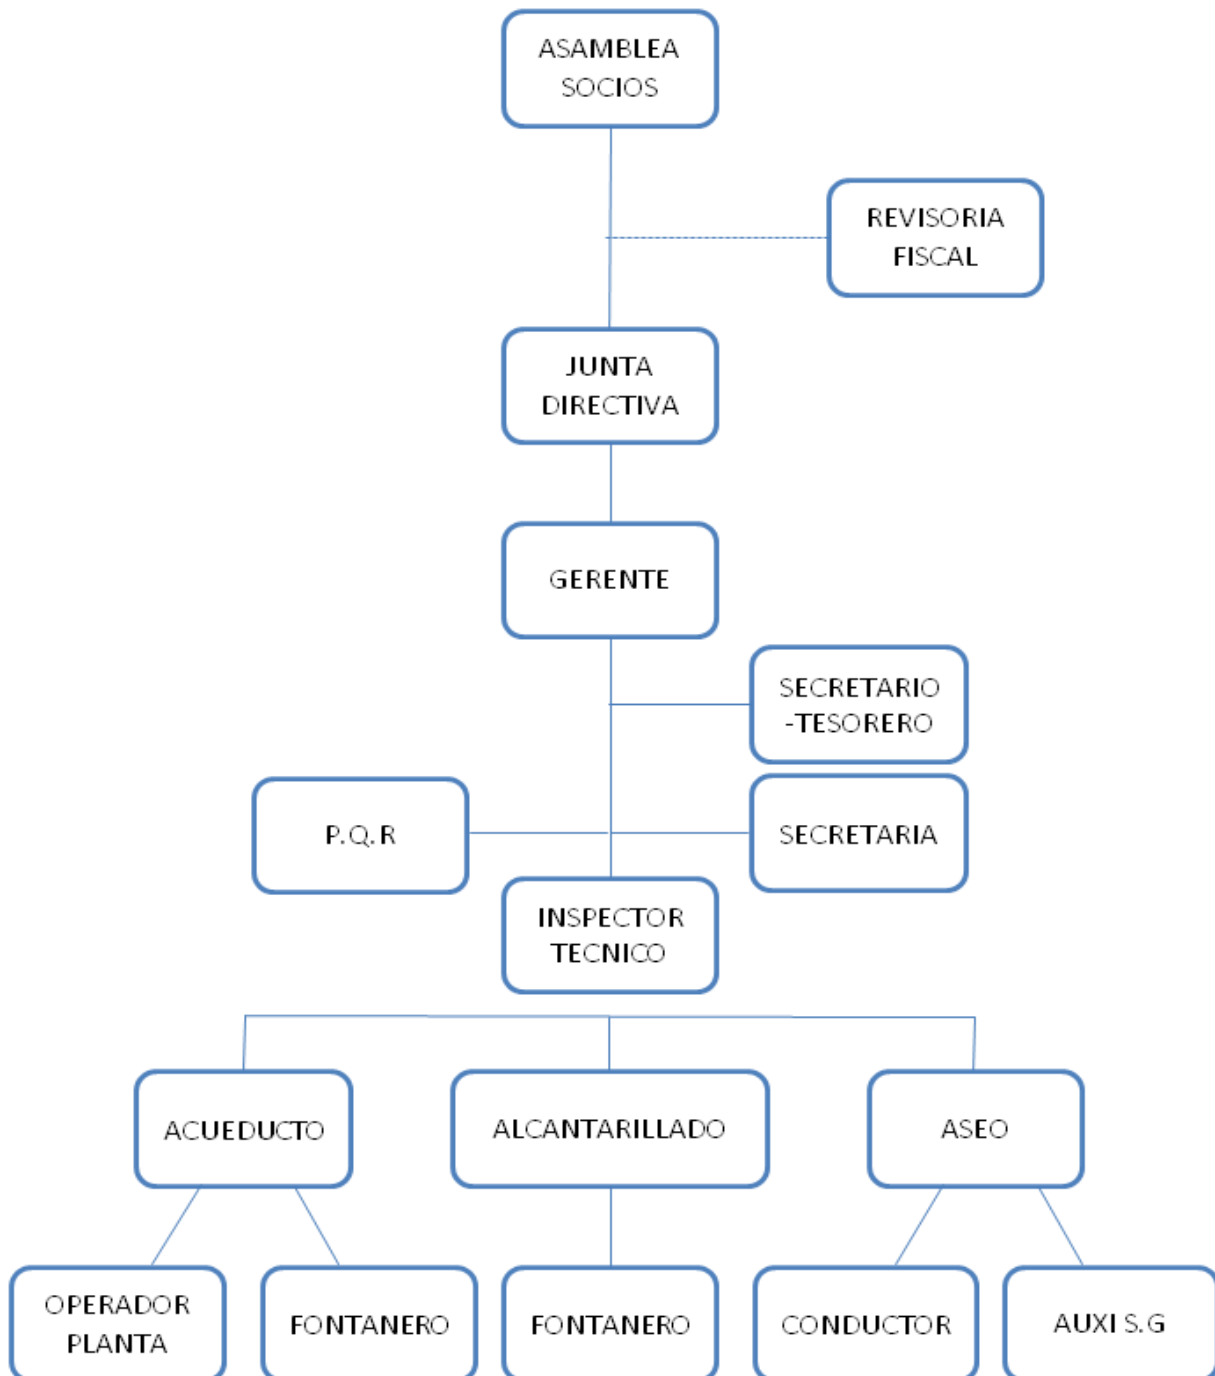 ASAMBLEA
SOCIOS
REVISORIA
FISCAL
JUNTA
DIRECTIVA
GERENTE
SECRETARIO
-TESORERO
P.Q.R
SECRETARIA
INSPECTOR
TECNICO
ACUEDUCTO
ALCANTARILLADO
ASEO
OPERADOR
PLANTA
FONTANERO
FONTANERO
CONDUCTOR
AUXI S.G